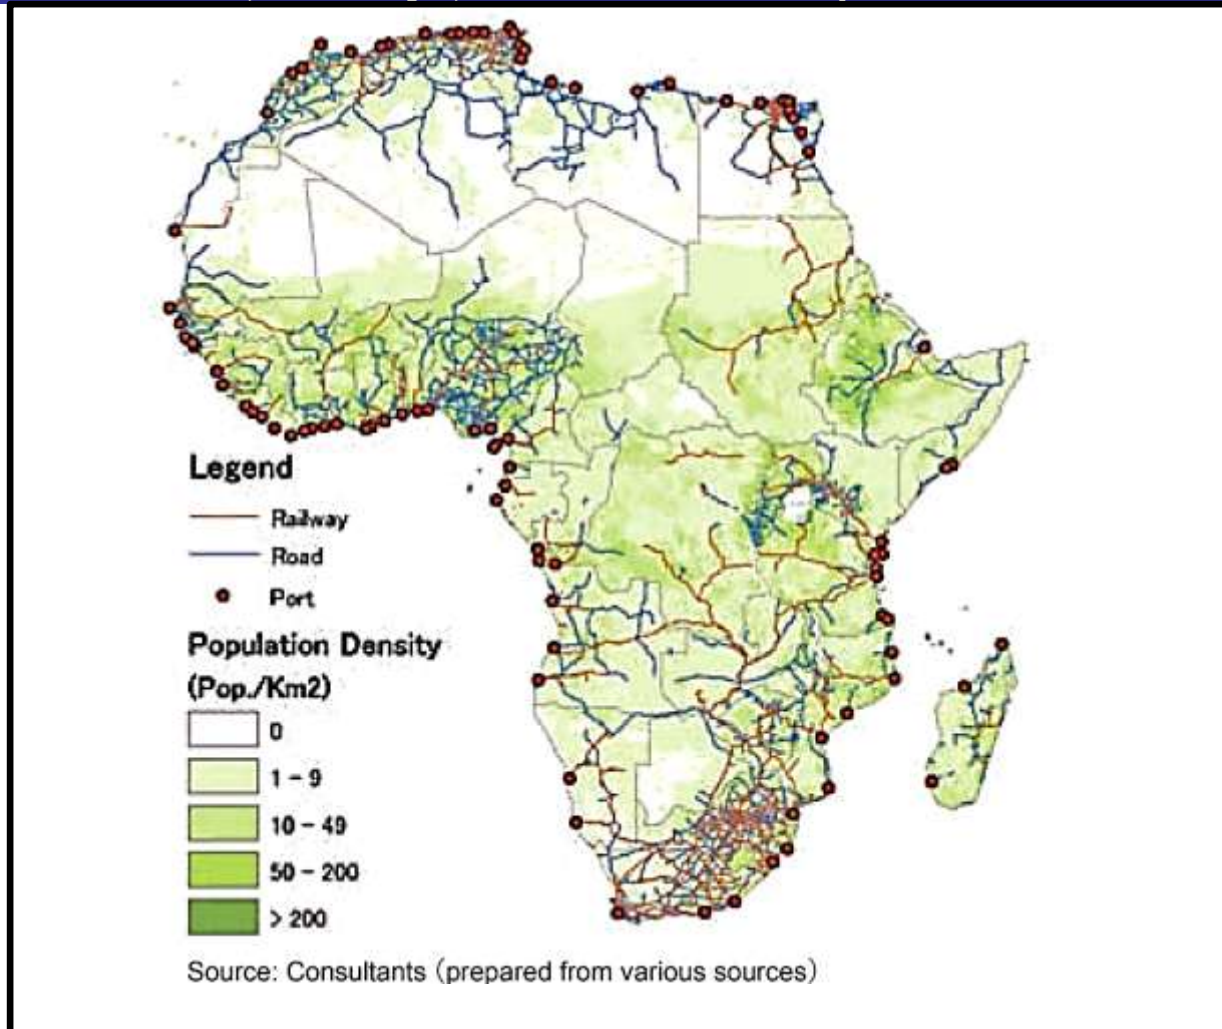 Legend
Railway
Road
Port
Population Density
(Pop./Km2)
0
1 - 9
10 - 49
50 - 200
> 200
Source: Consultants (prepared from various sources)